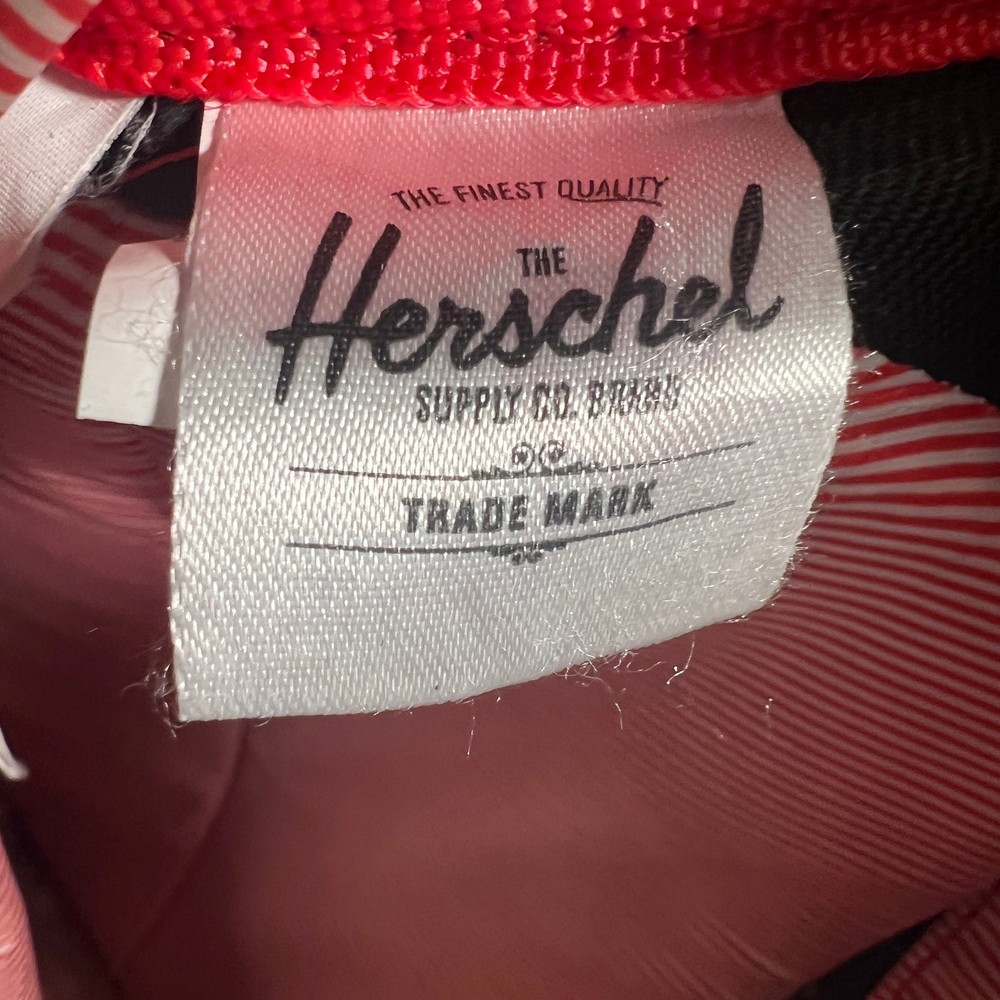 THE FINEST QUALITY
THE
Herschel
SUPPLY CO. BRAND
TRADE MARK